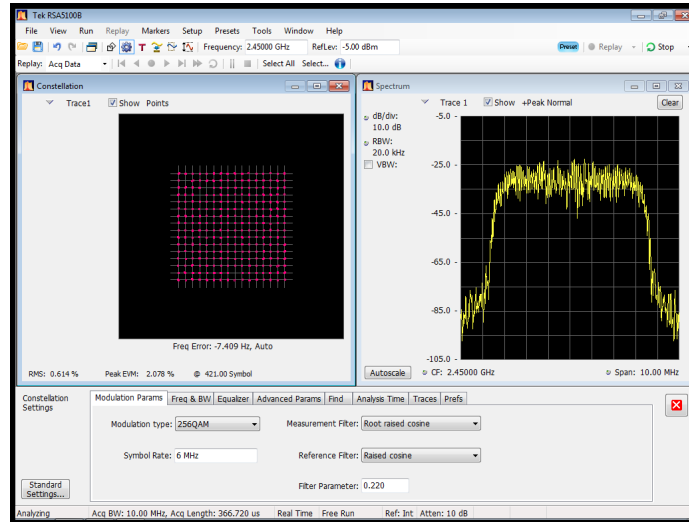 Tek RSA5100B
File View Run Replay Markers Setup Presets Tools Window Help
T Frequency: 2.45000 GHz RefLev: -5.00 dBm Preset Replay Stop
Replay: Acq Data Select All Select...
Constellation
Trace1 Show Points
Freq Error: -7.409 Hz, Auto
RMS: 0.614 % Peak EVM: 2.078 % @ 421.00 Symbol
Spectrum
Trace 1 Show +Peak Normal Clear
dB/div:
10.0 dB
RBW:
20.0 kHz
VBW:
-5.0
-25.0
-45.0
-65.0
-85.0
-105.0
Autoscale CF: 2.45000 GHz Span: 10.00 MHz
Constellation
Settings
Modulation Params Freq & BW Equalizer Advanced Params Find Analysis Time Traces Prefs
Modulation type: 256QAM Measurement Filter: Root raised cosine
Symbol Rate: 6 MHz Reference Filter: Raised cosine
Filter Parameter: 0.220
Standard
Settings...
Analyzing Acq BW: 10.00 MHz, Acq Length: 366.720 us Real Time Free Run Ref: Int Atten: 10 dB